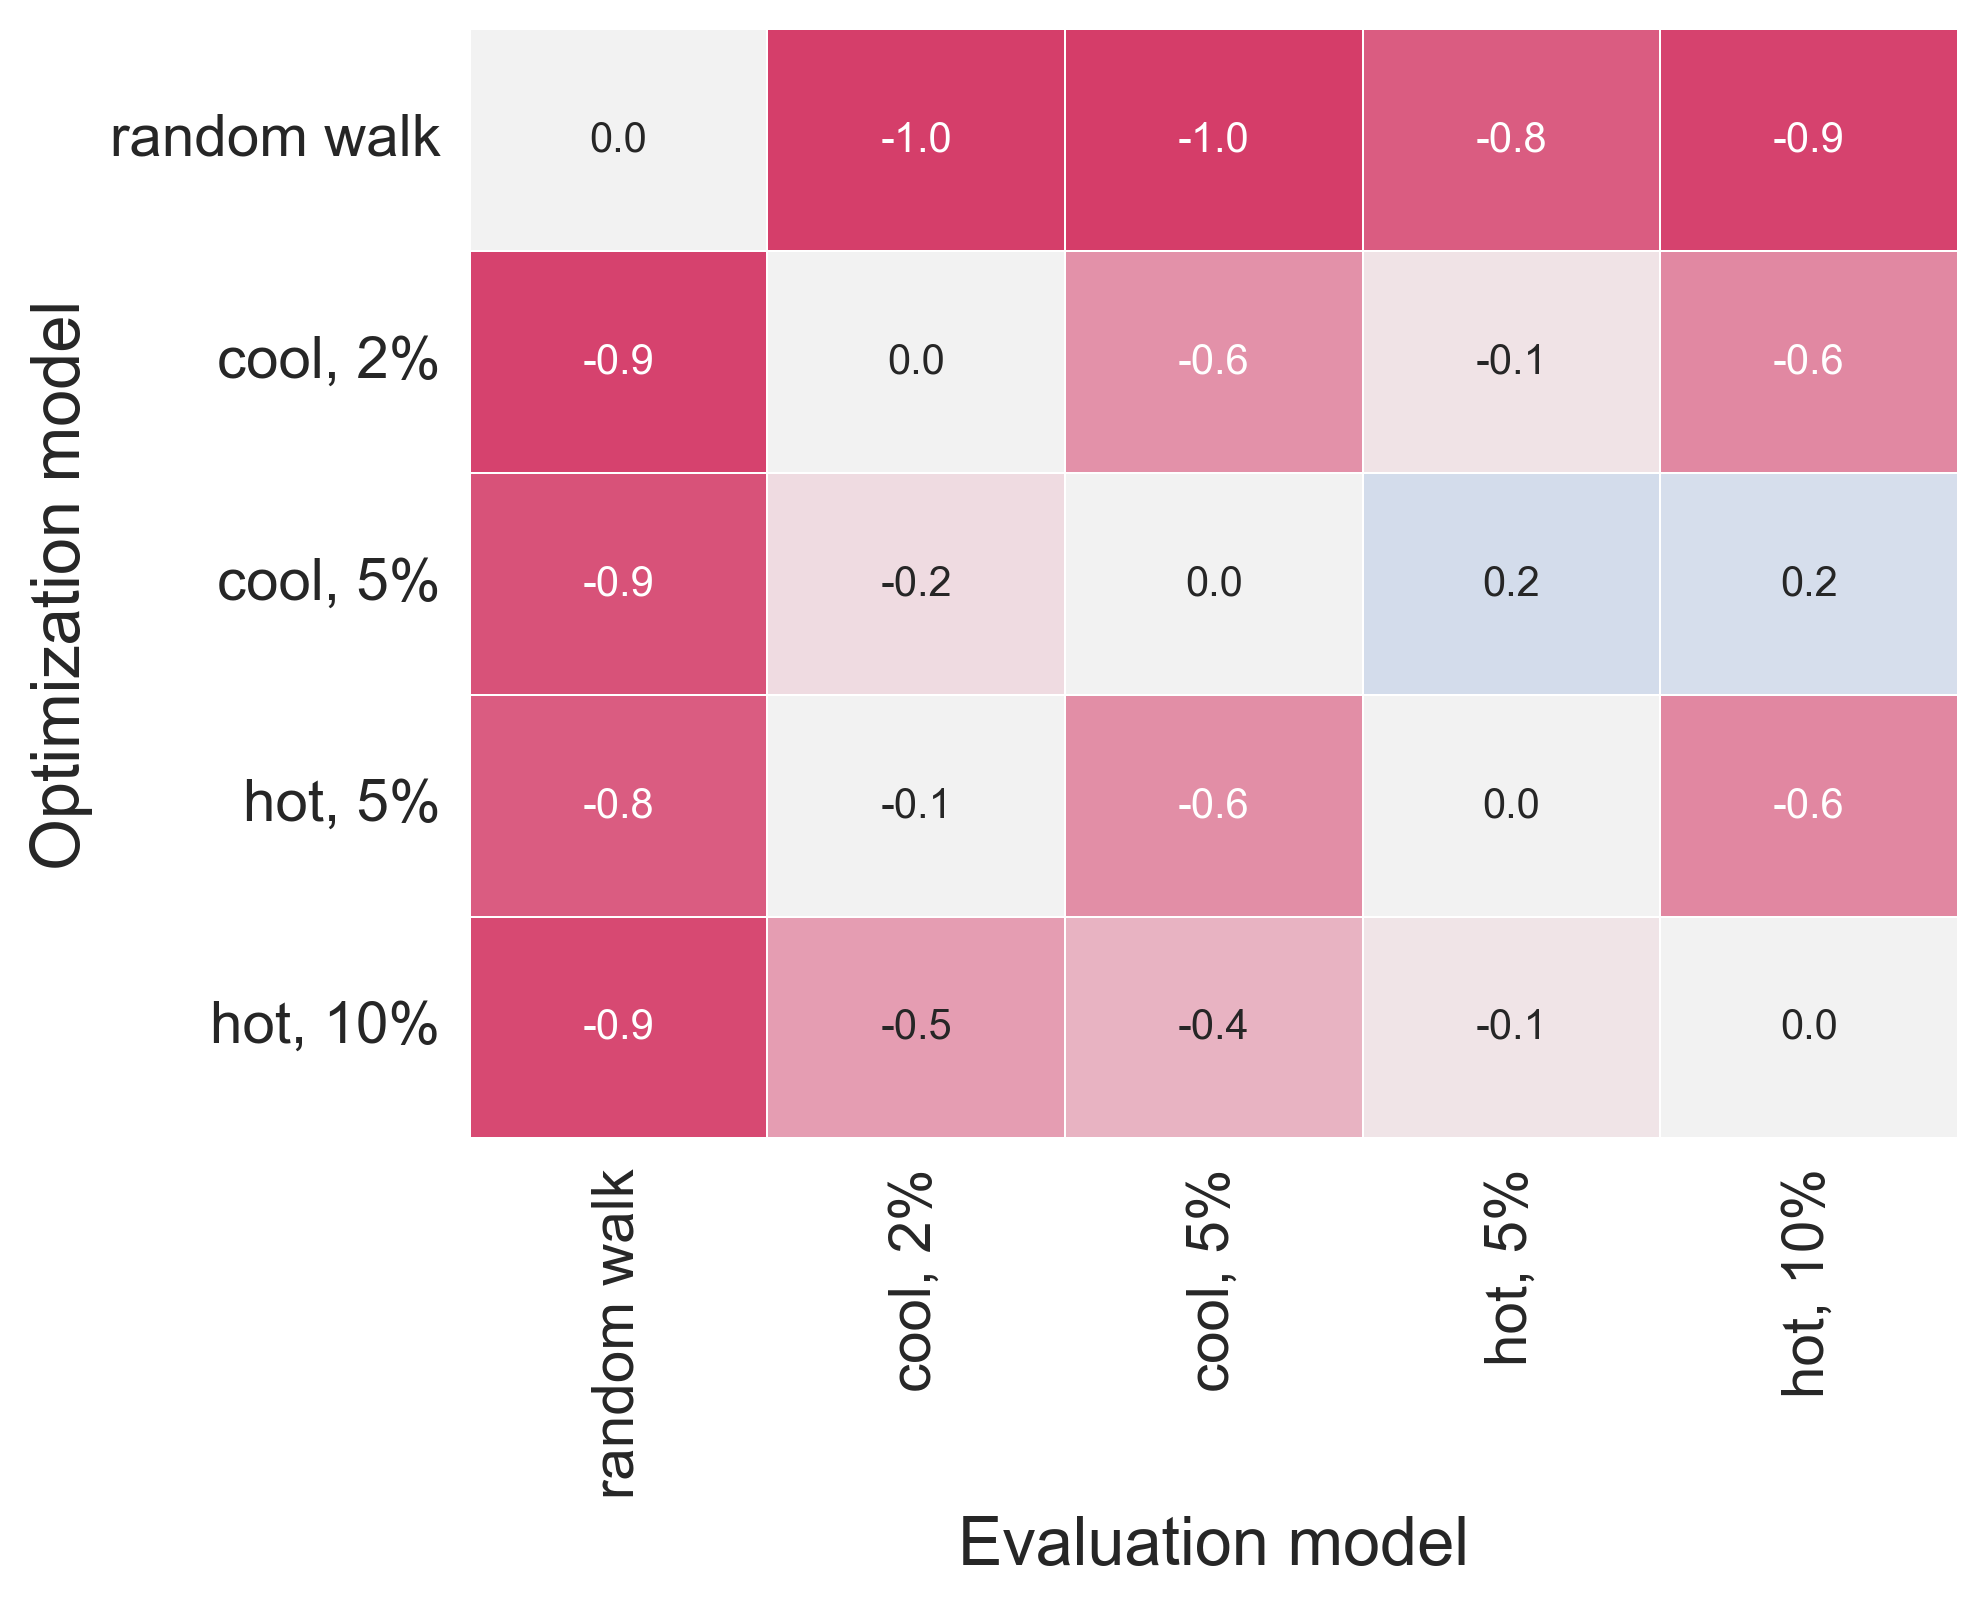 Optimization model
random walk 0.0 -1.0 -1.0 -0.8 -0.9
cool, 2% -0.9 0.0 -0.6 -0.1 -0.6
cool, 5% -0.9 -0.2 0.0 0.2 0.2
hot, 5% -0.8 -0.1 -0.6 0.0 -0.6
hot, 10% -0.9 -0.5 -0.4 -0.1 0.0
random walk
cool, 2%
cool, 5%
hot, 5%
hot, 10%
Evaluation model